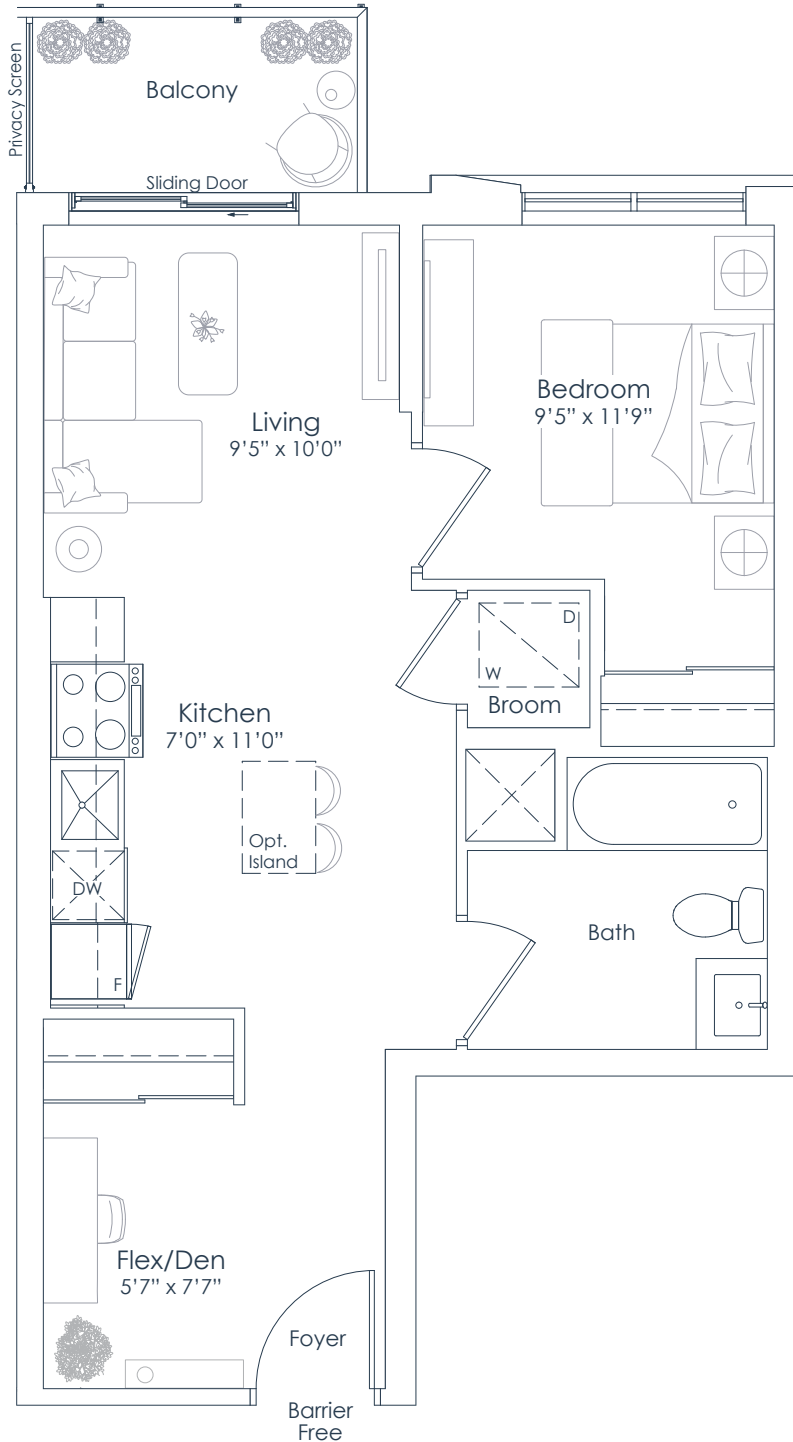 Privacy Screen
Balcony
Sliding Door
Living
9’5” x 10’0”
Bedroom
9’5” x 11’9”
D
W
Broom
Kitchen
7’0” x 11’0”
Opt.
Island
DW
F
Bath
Flex/Den
5’7” x 7’7”
Foyer
Barrier
Free